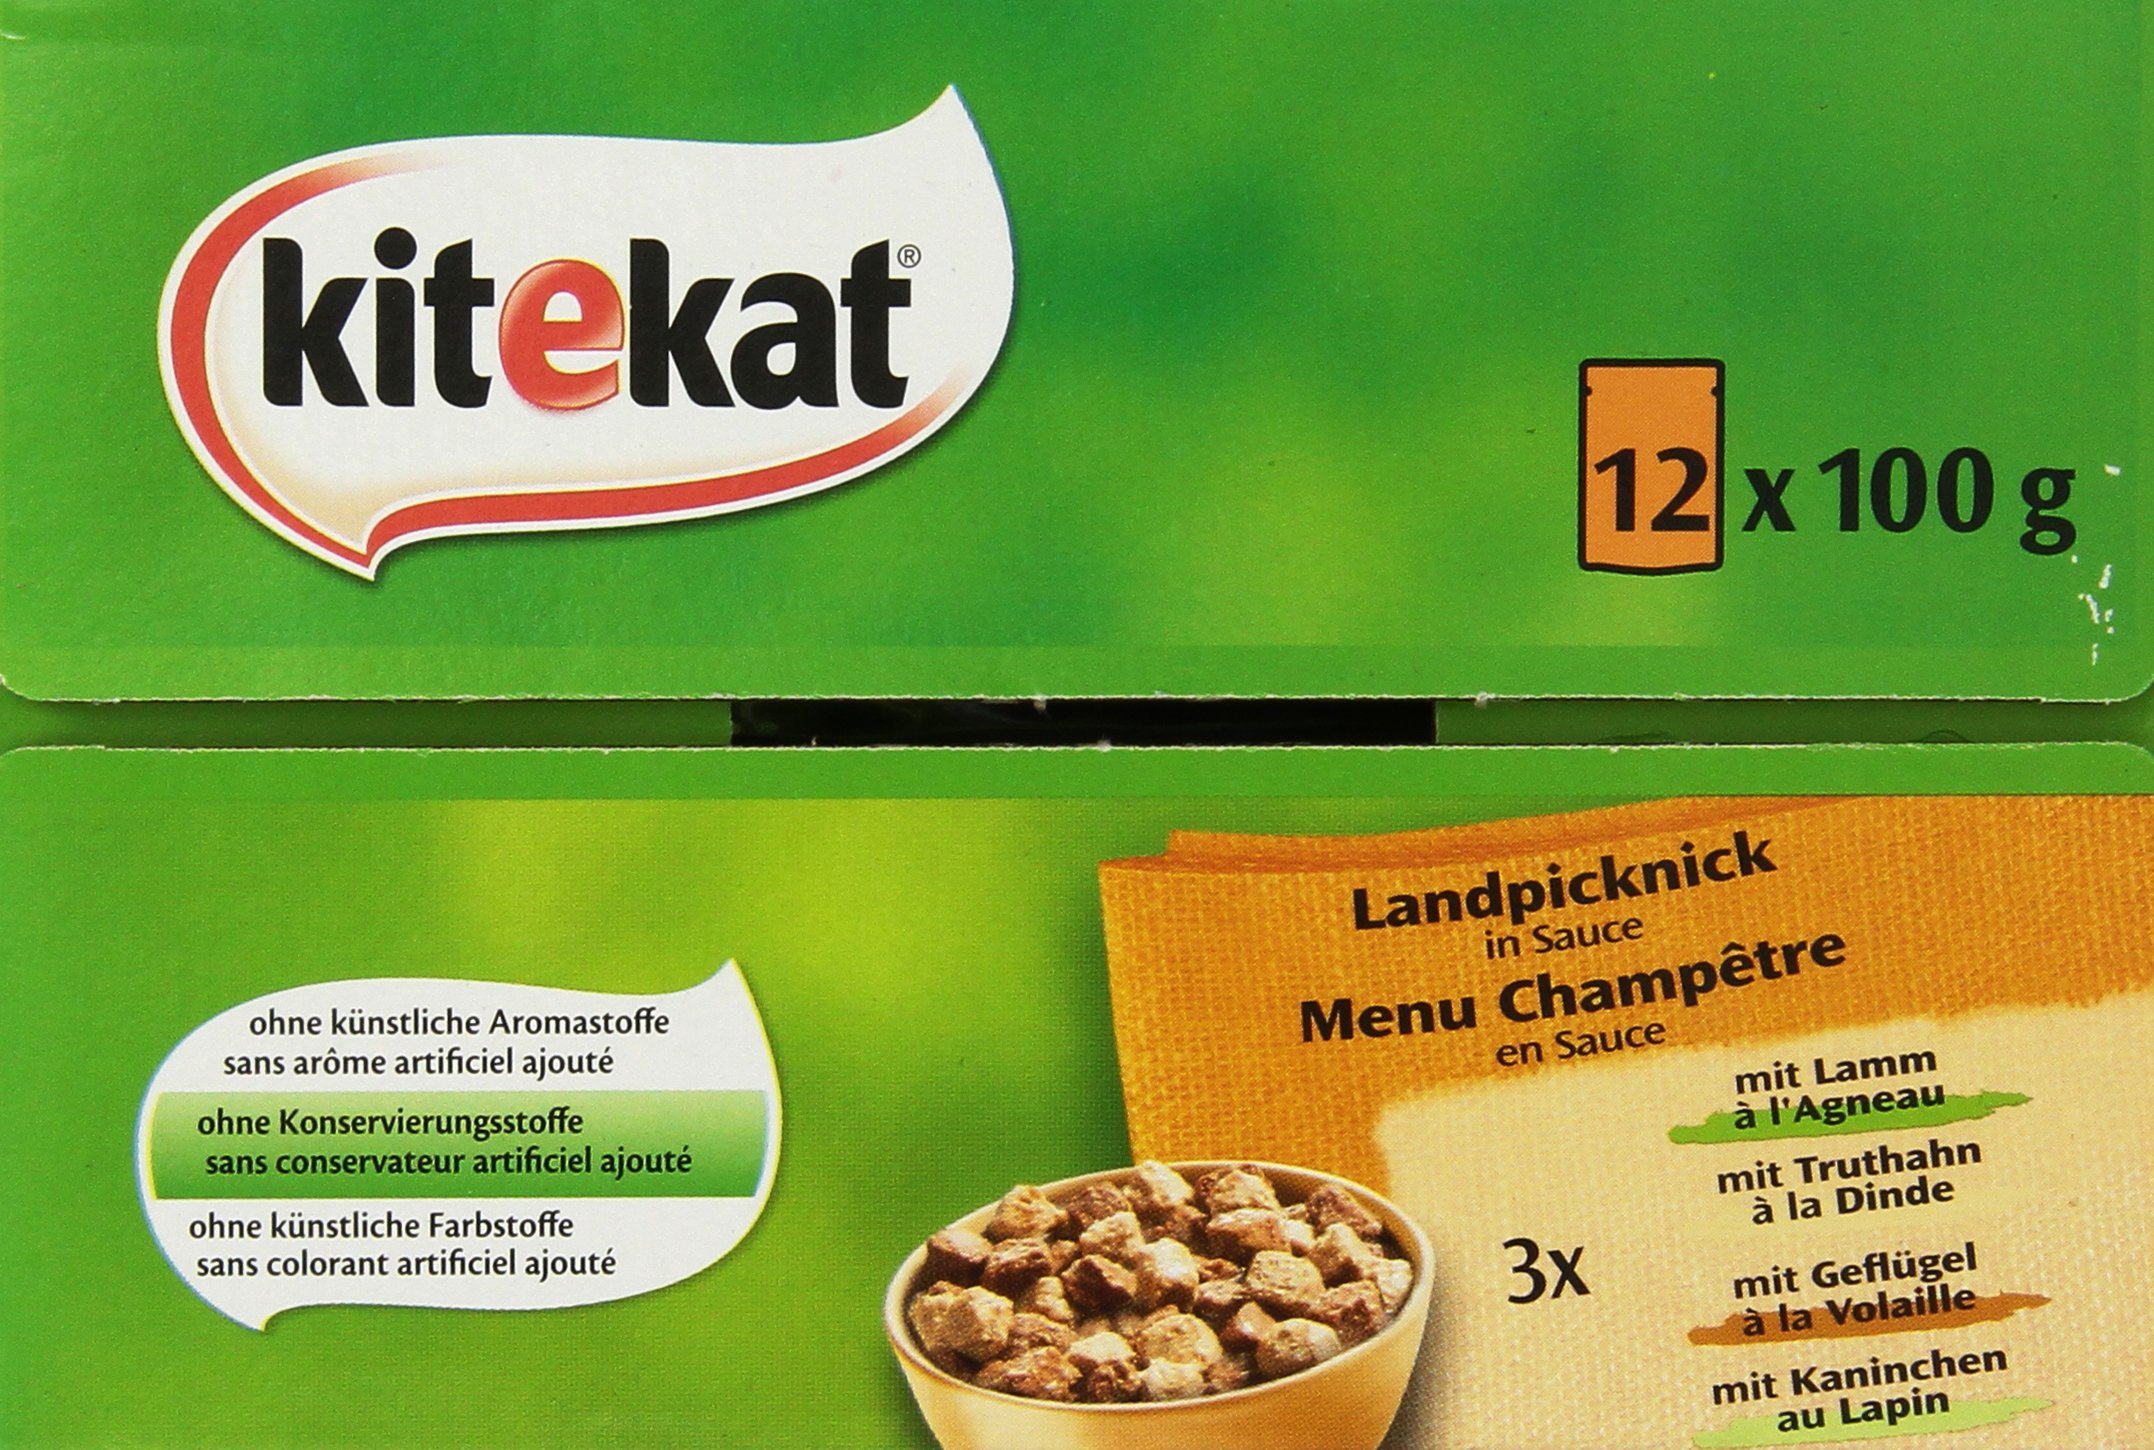 kitekat®
12 x 100 g
Landpicknick
in Sauce
Menu Champêtre
en Sauce
ohne künstliche Aromastoffe
sans arôme artificiel ajouté
ohne Konservierungsstoffe
sans conservateur artificiel ajouté
ohne künstliche Farbstoffe
sans colorant artificiel ajouté
3x
mit Lamm
à l'Agneau
mit Truthahn
à la Dinde
mit Geflügel
à la Volaille
mit Kaninchen
au Lapin